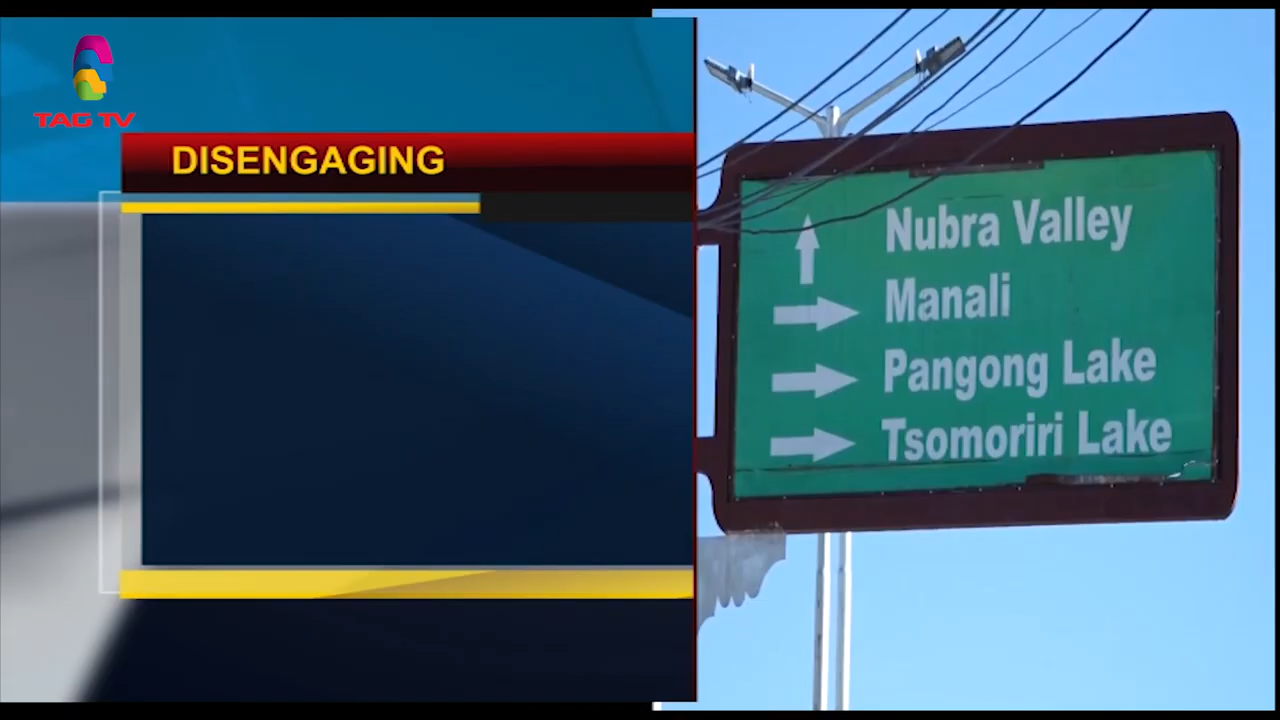 TAG TV
DISENGAGING
Nubra Valley
Manali
Pangong Lake
Tsomoriri Lake